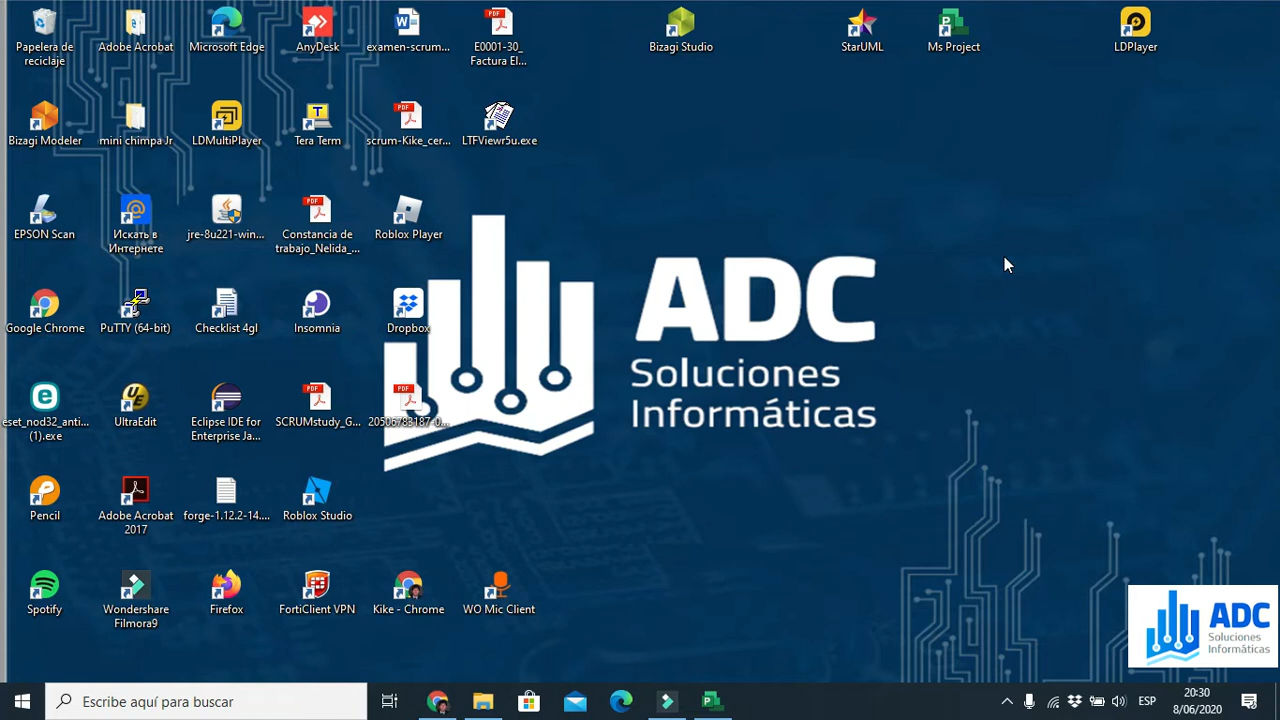 Papelera de
reciclaje
Adobe Acrobat
Microsoft Edge
AnyDesk
examen-scrum...
E0001-30_
Factura El...
Bizagi Studio
StarUML
Ms Project
LDPlayer
Bizagi Modeler
mini chimpa Jr
LDMultiPlayer
Tera Term
scrum-Kike_cer...
LTFViewr5u.exe
EPSON Scan
Искать в
Интернете
jre-8u221-win...
Constancia de
trabajo_Nelida_...
Roblox Player
Google Chrome
PuTTY (64-bit)
Checklist 4gl
Insomnia
Dropbox
eset_nod32_anti...
(1).exe
UltraEdit
Eclipse IDE for
Enterprise Ja...
SCRUMstudy_G...
20506783187-0...
Pencil
Adobe Acrobat
2017
forge-1.12.2-14....
Roblox Studio
Spotify
Wondershare
Filmora9
Firefox
FortiClient VPN
Kike - Chrome
WO Mic Client
ADC
Soluciones
Informáticas
ADC
Soluciones
Informáticas
Escribe aquí para buscar
ESP
20:30
8/06/2020